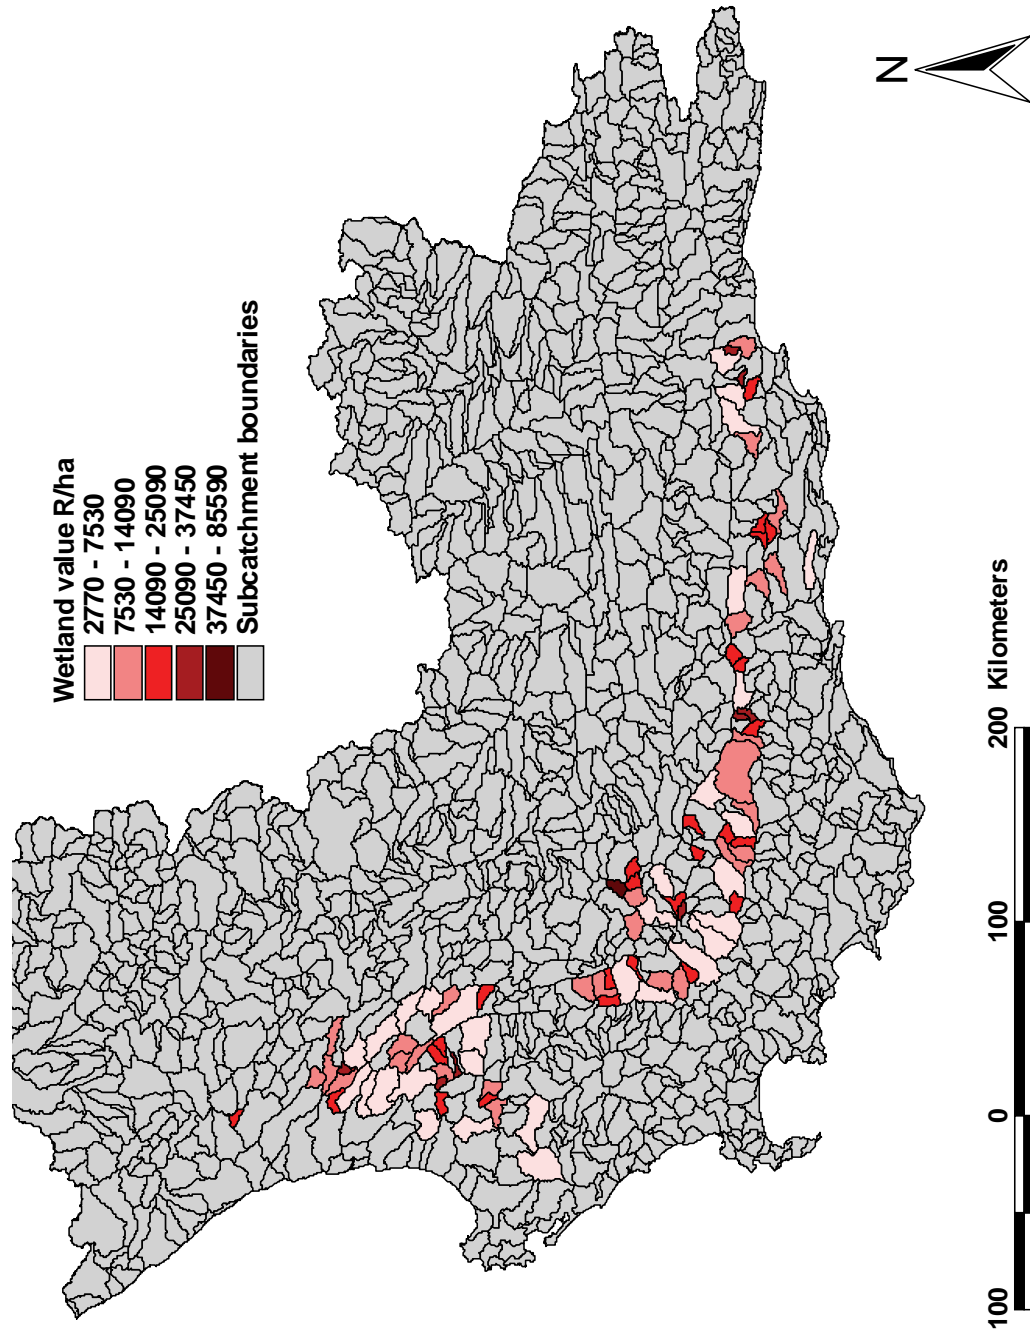 Wetland value R/ha
2770 - 7530
7530 - 14090
14090 - 25090
25090 - 37450
37450 - 85590
Subcatchment boundaries
N
100 0 100 200 Kilometers